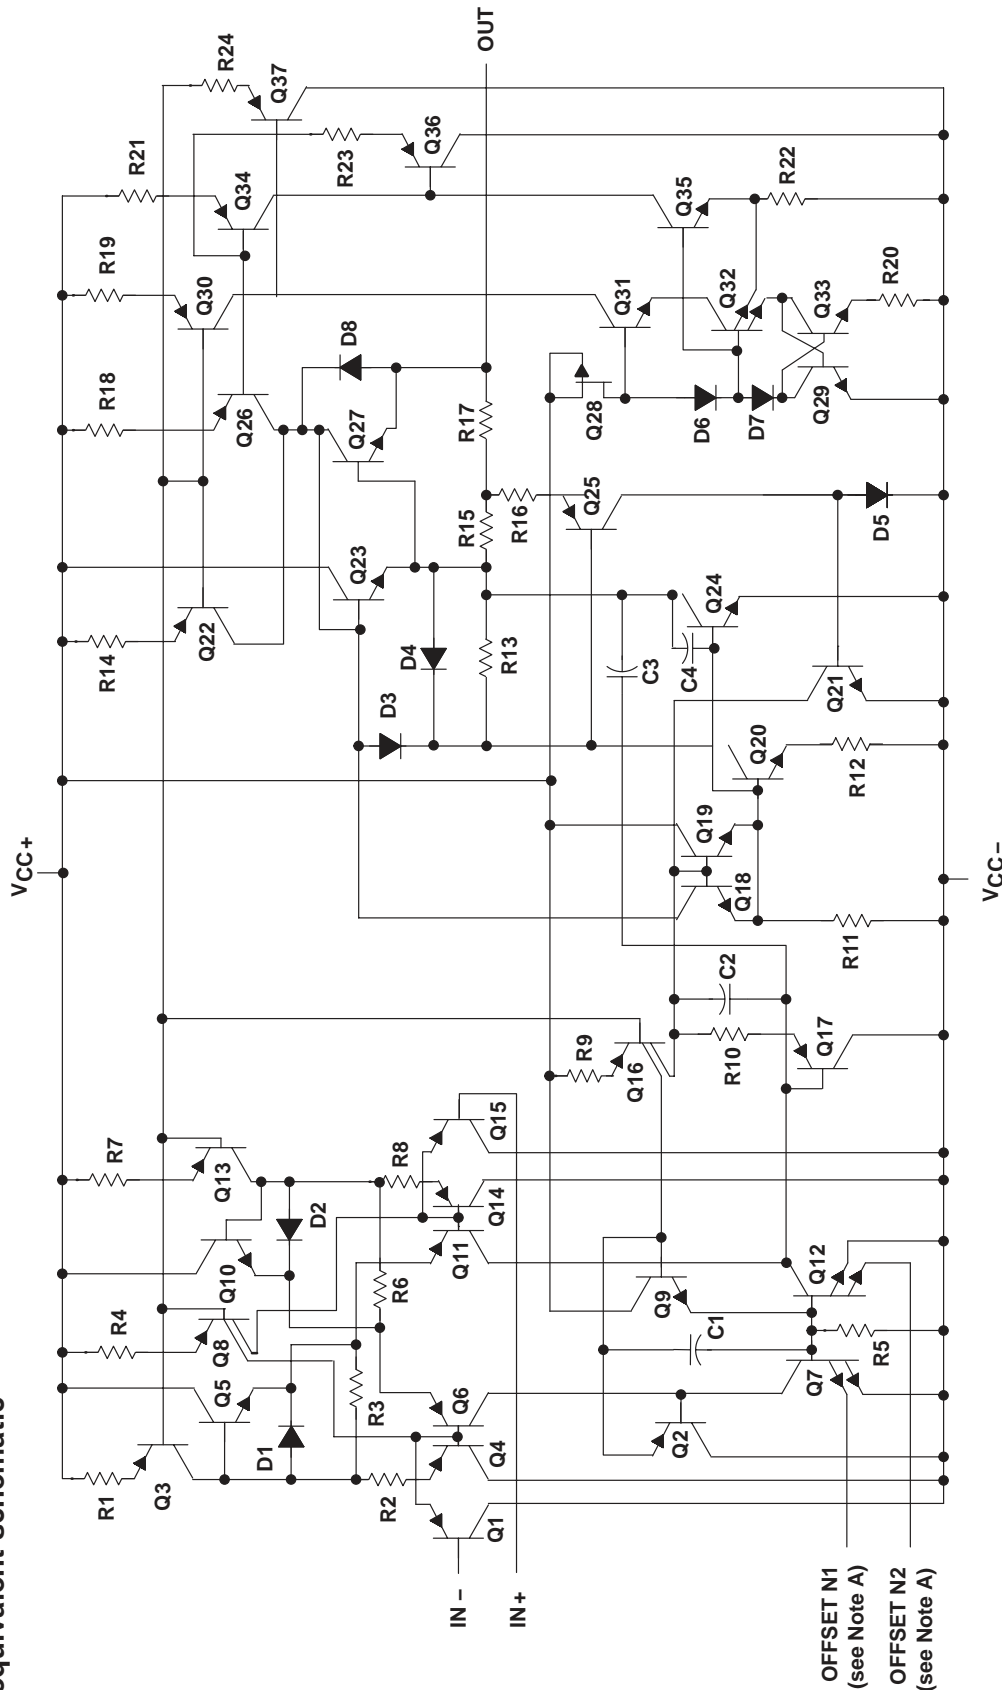 equivalent schematic
VCC+
R1
R4
R7
R14
R18
R19
R21
R24
Q3
Q5
Q8
Q10
Q13
Q22
Q26
Q30
Q34
Q37
D1
D2
D3
D4
Q23
Q27
D8
R23
R2
R3
R6
R8
Q36
Q1
Q4
Q6
Q11
Q14
Q15
R13
R15
R17
OUT
IN –
IN+
R9
R16
Q16
Q25
Q28
Q31
Q35
Q2
Q9
C1
C3
C4
Q24
D6
D7
Q32
R10
C2
Q18
Q19
Q20
Q7
R5
Q12
Q17
R11
R12
Q21
D5
Q29
Q33
R20
R22
OFFSET N1
(see Note A)
OFFSET N2
(see Note A)
VCC –